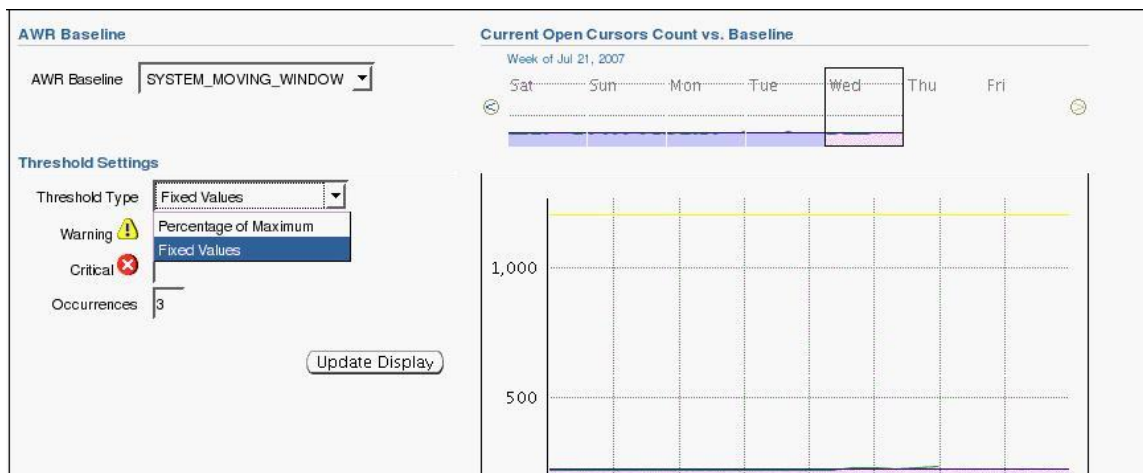 AWR Baseline
AWR Baseline SYSTEM_MOVING_WINDOW
Threshold Settings
Threshold Type Fixed Values
Percentage of Maximum
Fixed Values
Warning
Critical
Occurrences 3
Update Display
Current Open Cursors Count vs. Baseline
Week of Jul 21, 2007
Sat Sun Mon Tue Wed Thu Fri
1,000
500